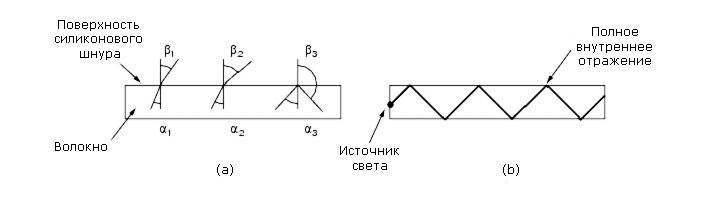 Поверхность
силиконового
шнура
β1
β2
β3
Волокно
α1
α2
α3
(a)
Полное
внутреннее
отражение
Источник
света
(b)